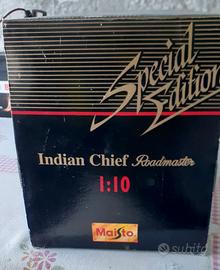 Special
Edition
Indian Chief Roadmaster
1:10
Maisto
subito